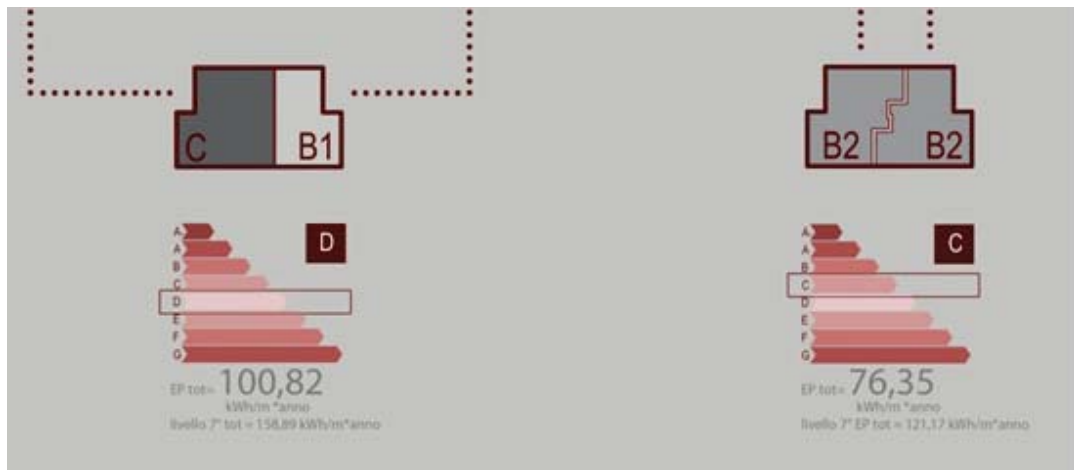 C B1
D
A
A
B
C
D
E
F
G
EP tot= 100,82
kWh/m *anno
livello 7° tot = 158,89 kWh/m*anno
B2 B2
C
A
A
B
C
D
E
F
G
EP tot= 76,35
kWh/m *anno
livello 7° EP tot = 121,17 kWh/m*anno